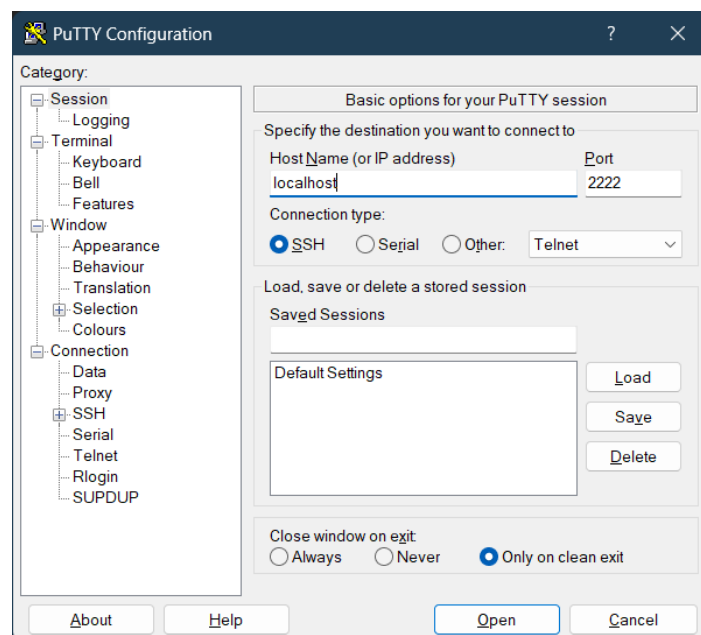 PuTTY Configuration
?
Category:
Session
Logging
Terminal
Keyboard
Bell
Features
Window
Appearance
Behaviour
Translation
Selection
Colours
Connection
Data
Proxy
SSH
Serial
Telnet
Rlogin
SUPDUP
Basic options for your PuTTY session
Specify the destination you want to connect to
Host Name (or IP address) Port
localhost 2222
Connection type:
SSH Serial Other: Telnet
Load, save or delete a stored session
Saved Sessions
Default Settings
Load
Save
Delete
Close window on exit:
Always Never Only on clean exit
About Help Open Cancel